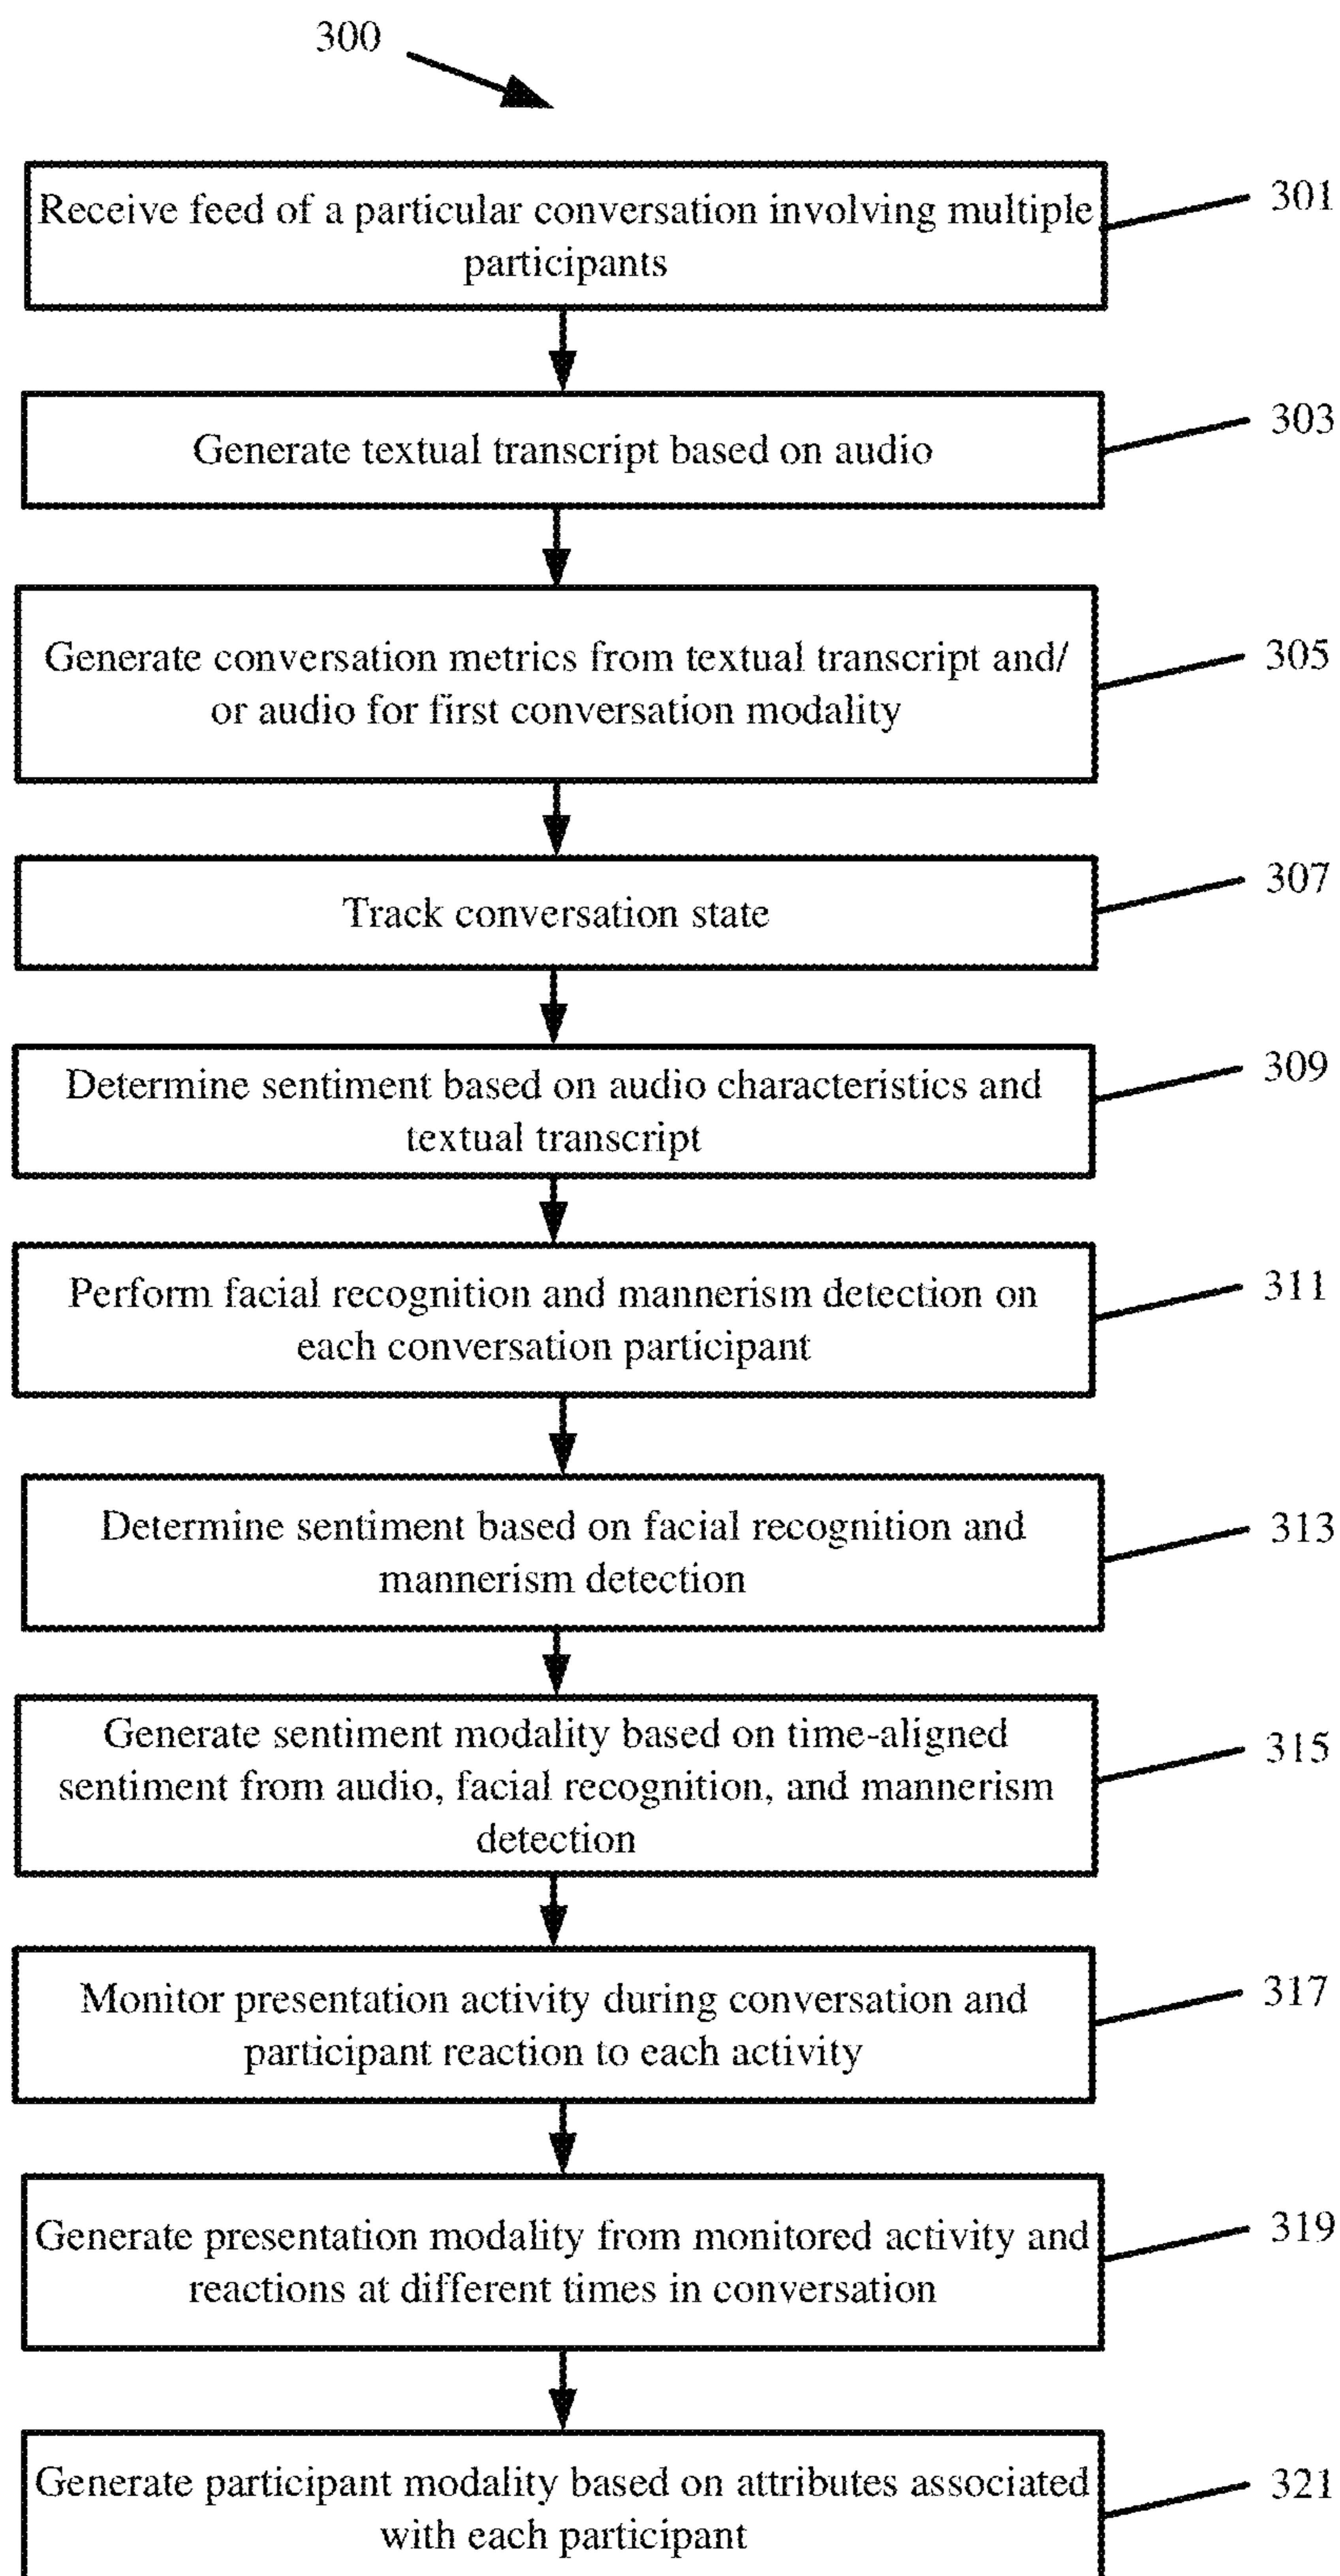 300
Receive feed of a particular conversation involving multiple
participants
301
Generate textual transcript based on audio
303
Generate conversation metrics from textual transcript and/
or audio for first conversation modality
305
Track conversation state
307
Determine sentiment based on audio characteristics and
textual transcript
309
Perform facial recognition and mannerism detection on
each conversation participant
311
Determine sentiment based on facial recognition and
mannerism detection
313
Generate sentiment modality based on time-aligned
sentiment from audio, facial recognition, and mannerism
detection
315
Monitor presentation activity during conversation and
participant reaction to each activity
317
Generate presentation modality from monitored activity and
reactions at different times in conversation
319
Generate participant modality based on attributes associated
with each participant
321